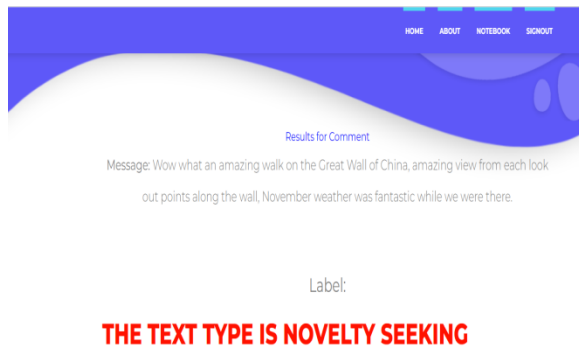 HOME ABOUT NOTEBOOK SIGNOUT
Results for Comment
Message: Wow what an amazing walk on the Great Wall of China, amazing view from each look
out points along the wall, November weather was fantastic while we were there.
Label:
THE TEXT TYPE IS NOVELTY SEEKING